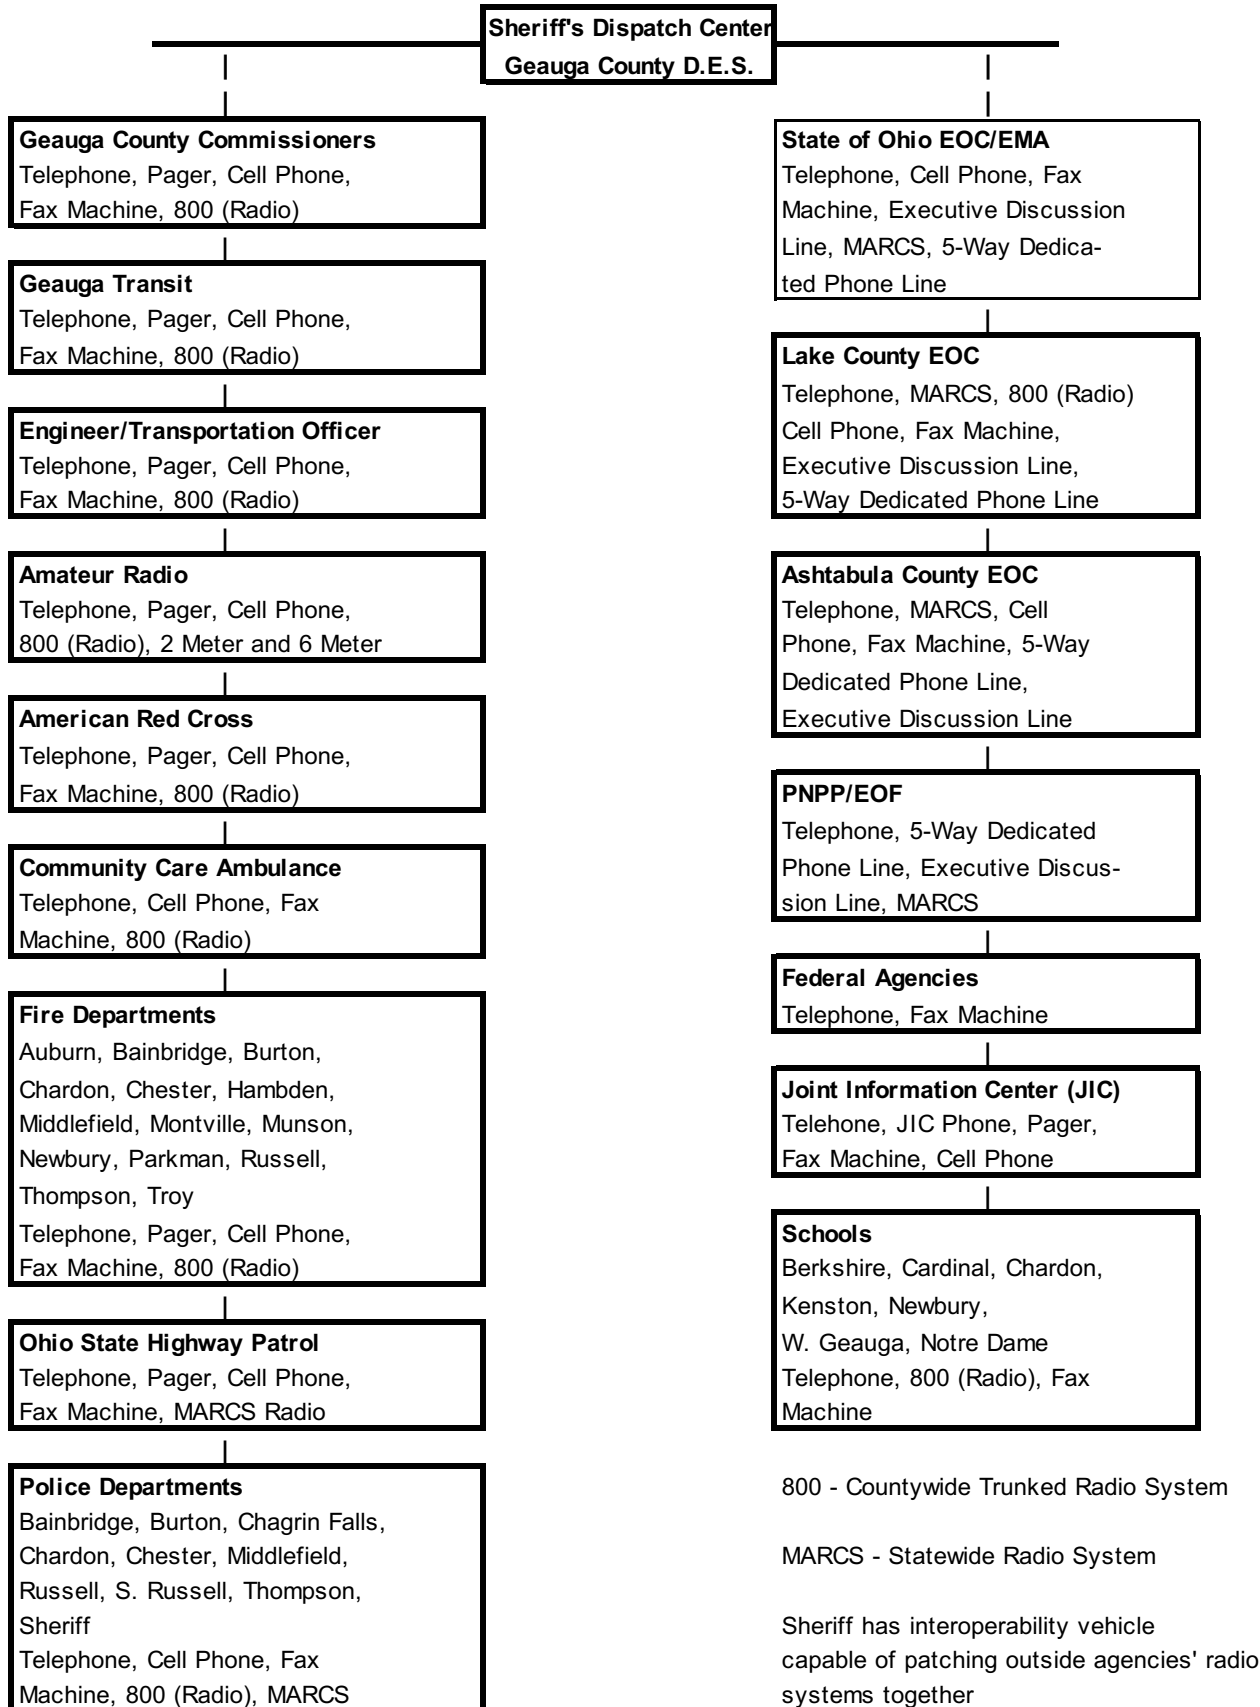 Sheriff's Dispatch Center
Geauga County D.E.S.
Geauga County Commissioners
Telephone, Pager, Cell Phone,
Fax Machine, 800 (Radio)
Geauga Transit
Telephone, Pager, Cell Phone,
Fax Machine, 800 (Radio)
Engineer/Transportation Officer
Telephone, Pager, Cell Phone,
Fax Machine, 800 (Radio)
Amateur Radio
Telephone, Pager, Cell Phone,
800 (Radio), 2 Meter and 6 Meter
American Red Cross
Telephone, Pager, Cell Phone,
Fax Machine, 800 (Radio)
Community Care Ambulance
Telephone, Cell Phone, Fax
Machine, 800 (Radio)
Fire Departments
Auburn, Bainbridge, Burton,
Chardon, Chester, Hambden,
Middlefield, Montville, Munson,
Newbury, Parkman, Russell,
Thompson, Troy
Telephone, Pager, Cell Phone,
Fax Machine, 800 (Radio)
Ohio State Highway Patrol
Telephone, Pager, Cell Phone,
Fax Machine, MARCS Radio
Police Departments
Bainbridge, Burton, Chagrin Falls,
Chardon, Chester, Middlefield,
Russell, S. Russell, Thompson,
Sheriff
Telephone, Cell Phone, Fax
Machine, 800 (Radio), MARCS
State of Ohio EOC/EMA
Telephone, Cell Phone, Fax
Machine, Executive Discussion
Line, MARCS, 5-Way Dedica-
ted Phone Line
Lake County EOC
Telephone, MARCS, 800 (Radio)
Cell Phone, Fax Machine,
Executive Discussion Line,
5-Way Dedicated Phone Line
Ashtabula County EOC
Telephone, MARCS, Cell
Phone, Fax Machine, 5-Way
Dedicated Phone Line,
Executive Discussion Line
PNPP/EOF
Telephone, 5-Way Dedicated
Phone Line, Executive Discus-
sion Line, MARCS
Federal Agencies
Telephone, Fax Machine
Joint Information Center (JIC)
Telehone, JIC Phone, Pager,
Fax Machine, Cell Phone
Schools
Berkshire, Cardinal, Chardon,
Kenston, Newbury,
W. Geauga, Notre Dame
Telephone, 800 (Radio), Fax
Machine
800 - Countywide Trunked Radio System
MARCS - Statewide Radio System
Sheriff has interoperability vehicle
capable of patching outside agencies' radio
systems together